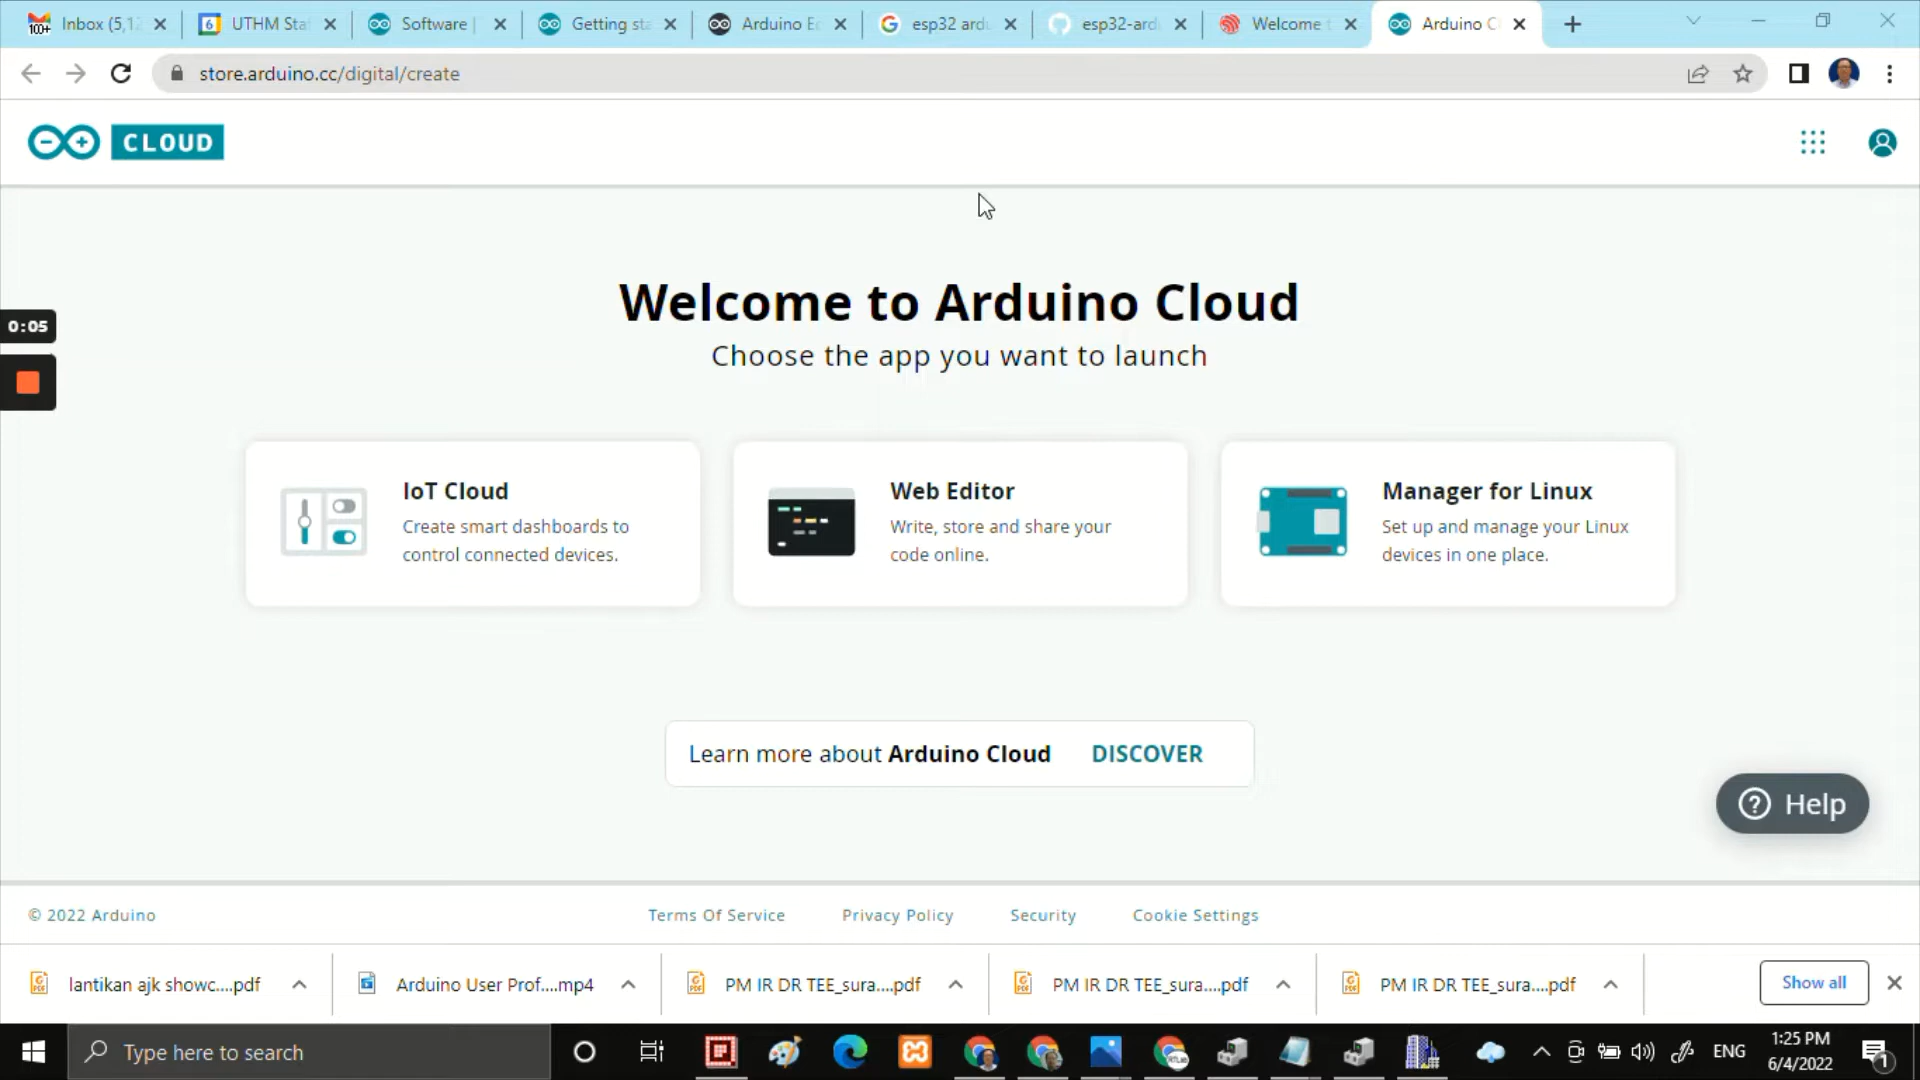 100+
Inbox (5,12
6
UTHM Sta
Software |
Getting sta
Arduino Ec
esp32 ardu
esp32-ard
Welcome t
Arduino C
store.arduino.cc/digital/create
CLOUD
0:05
Welcome to Arduino Cloud
Choose the app you want to launch
IoT Cloud
Create smart dashboards to
control connected devices.
Web Editor
Write, store and share your
code online.
Manager for Linux
Set up and manage your Linux
devices in one place.
Learn more about Arduino Cloud DISCOVER
Help
© 2022 Arduino
Terms Of Service
Privacy Policy
Security
Cookie Settings
lantikan ajk showc....pdf
Arduino User Prof....mp4
PM IR DR TEE_sura....pdf
PM IR DR TEE_sura....pdf
PM IR DR TEE_sura....pdf
Show all
Type here to search
ENG
1:25 PM
6/4/2022
1